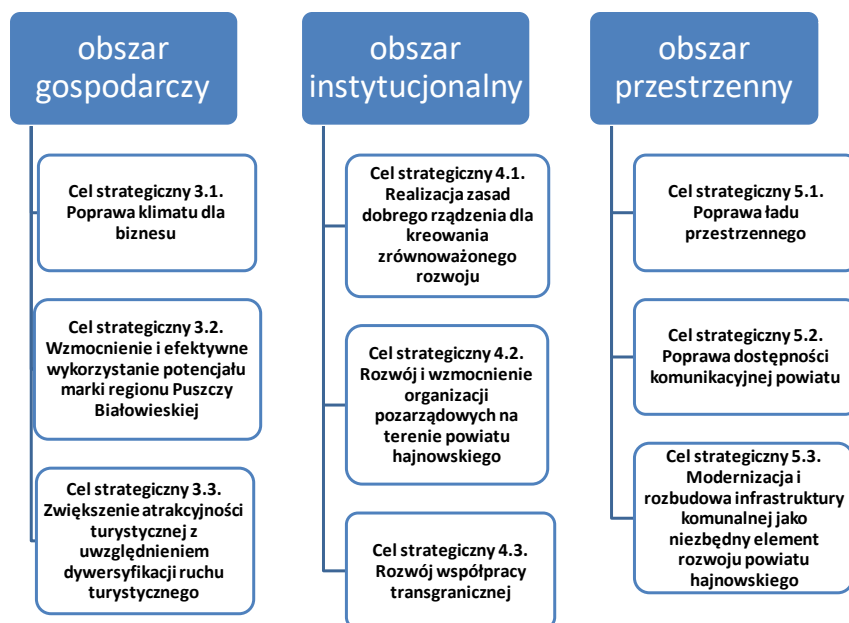 obszar
gospodarczy
Cel strategiczny 3.1.
Poprawa klimatu dla
biznesu
Cel strategiczny 3.2.
Wzmocnienie i efektywne
wykorzystanie potencjału
marki regionu Puszczy
Białowieskiej
Cel strategiczny 3.3.
Zwiększenie atrakcyjności
turystycznej z
uwzględnieniem
dywersyfikacji ruchu
turystycznego
obszar
instytucjonalny
Cel strategiczny 4.1.
Realizacja zasad
dobrego rządzenia dla
kreowania
zrównoważonego
rozwoju
Cel strategiczny 4.2.
Rozwój i wzmocnienie
organizacji
pozarządowych na
terenie powiatu
hajnowskiego
Cel strategiczny 4.3.
Rozwój współpracy
transgranicznej
obszar
przestrzenny
Cel strategiczny 5.1.
Poprawa ładu
przestrzennego
Cel strategiczny 5.2.
Poprawa dostępności
komunikacyjnej powiatu
Cel strategiczny 5.3.
Modernizacja i
rozbudowa infrastruktury
komunalnej jako
niezbędny element
rozwoju powiatu
hajnowskiego